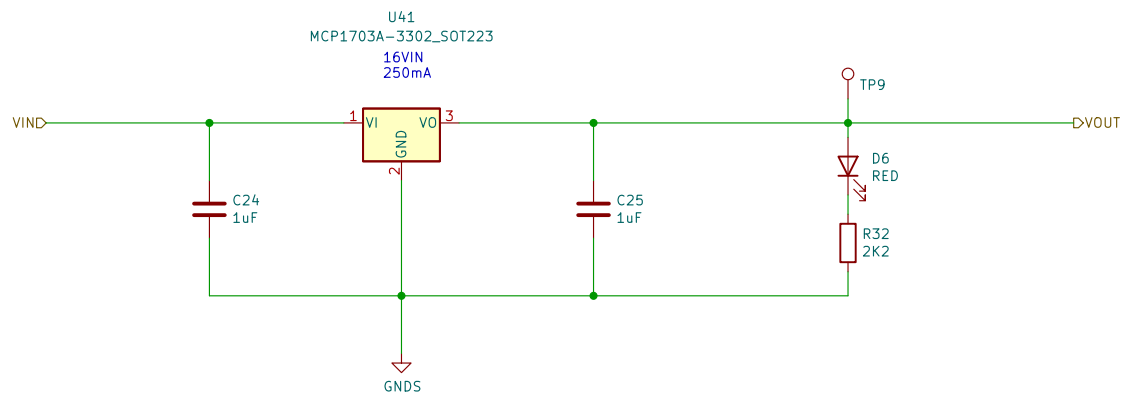 U41
MCP1703A-3302_SOT223
16VIN
250mA
TP9
VIN
1
VI
VO
3
VOUT
GND
2
D6
RED
C24
1uF
C25
1uF
R32
2K2
GNDS